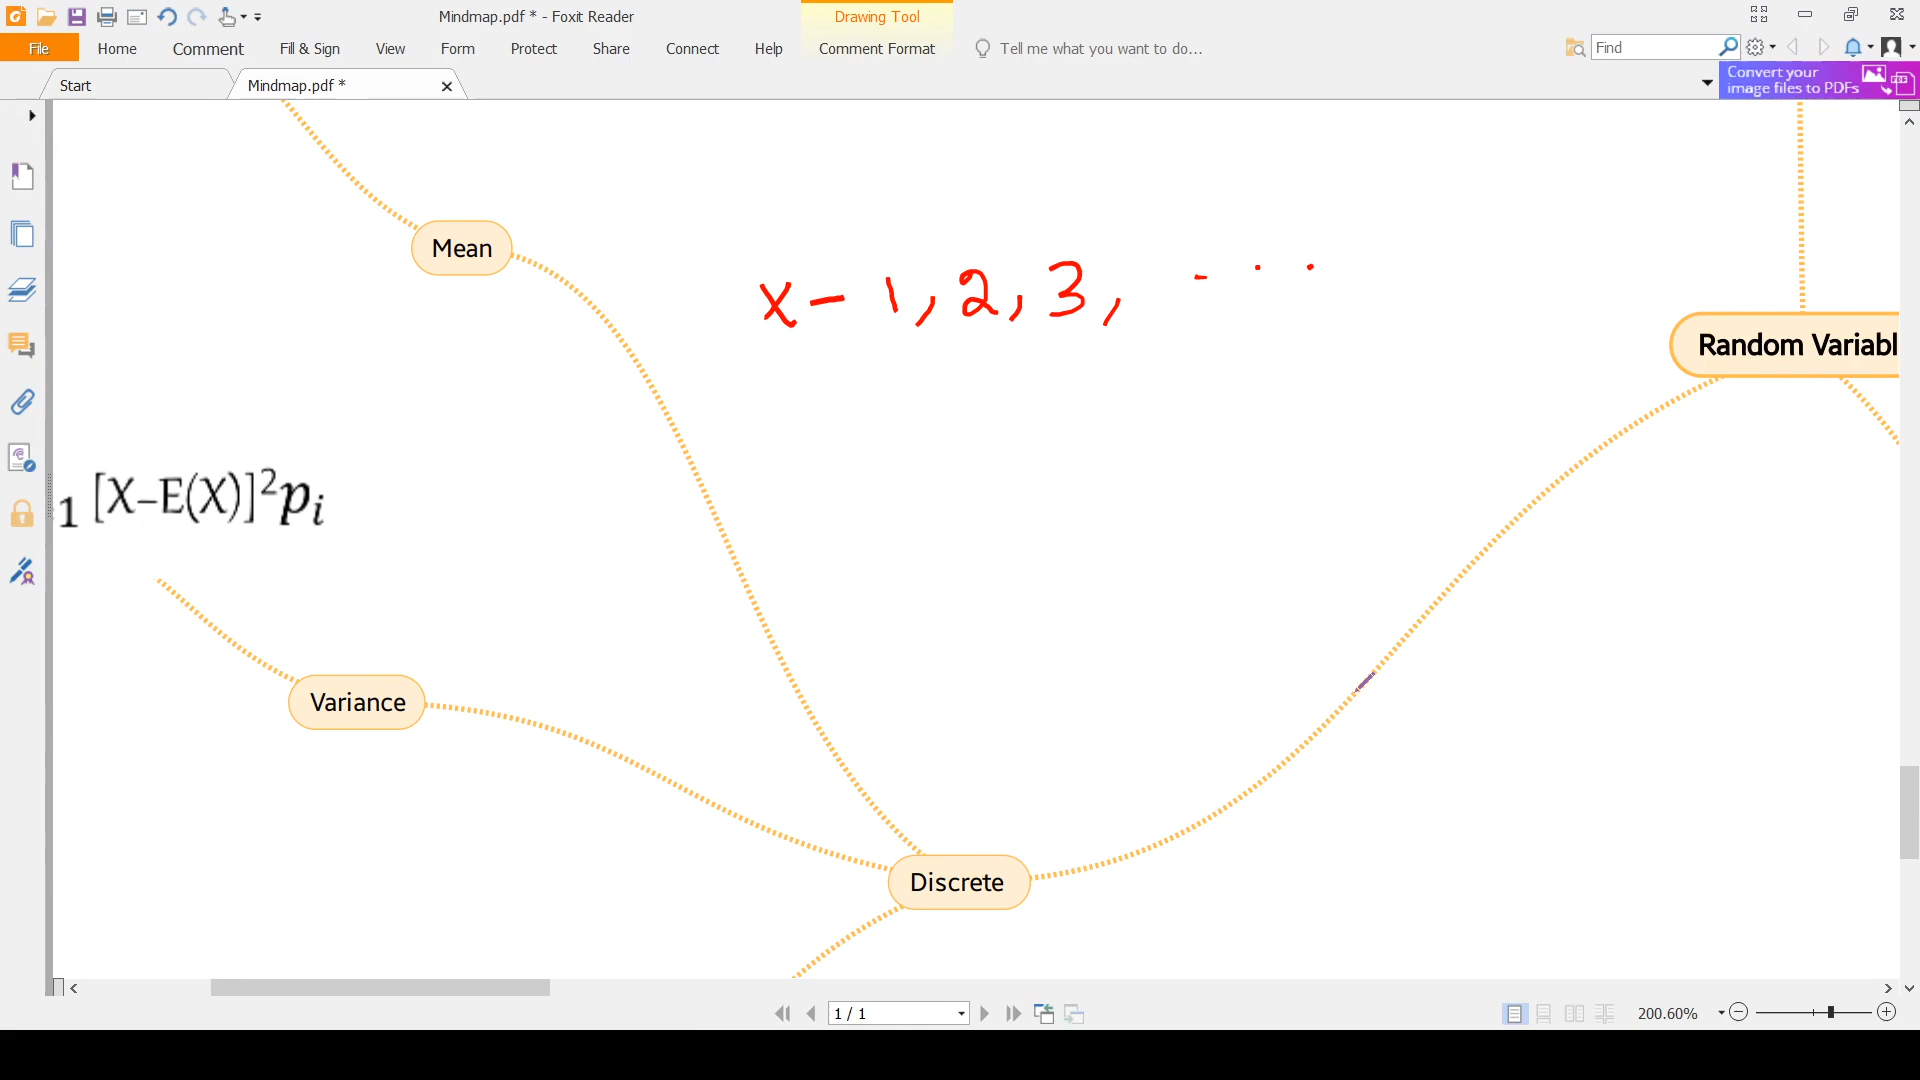 Mindmap.pdf * - Foxit Reader
Drawing Tool
File
Home
Comment
Fill & Sign
View
Form
Protect
Share
Connect
Help
Comment Format
Tell me what you want to do...
Find
Start
Mindmap.pdf *
Convert your
image files to PDFs
Mean
x - 1, 2, 3, . . .
Random Variabl
1 [X-E(X)]²pᵢ
Variance
Discrete
1 / 1
200.60%